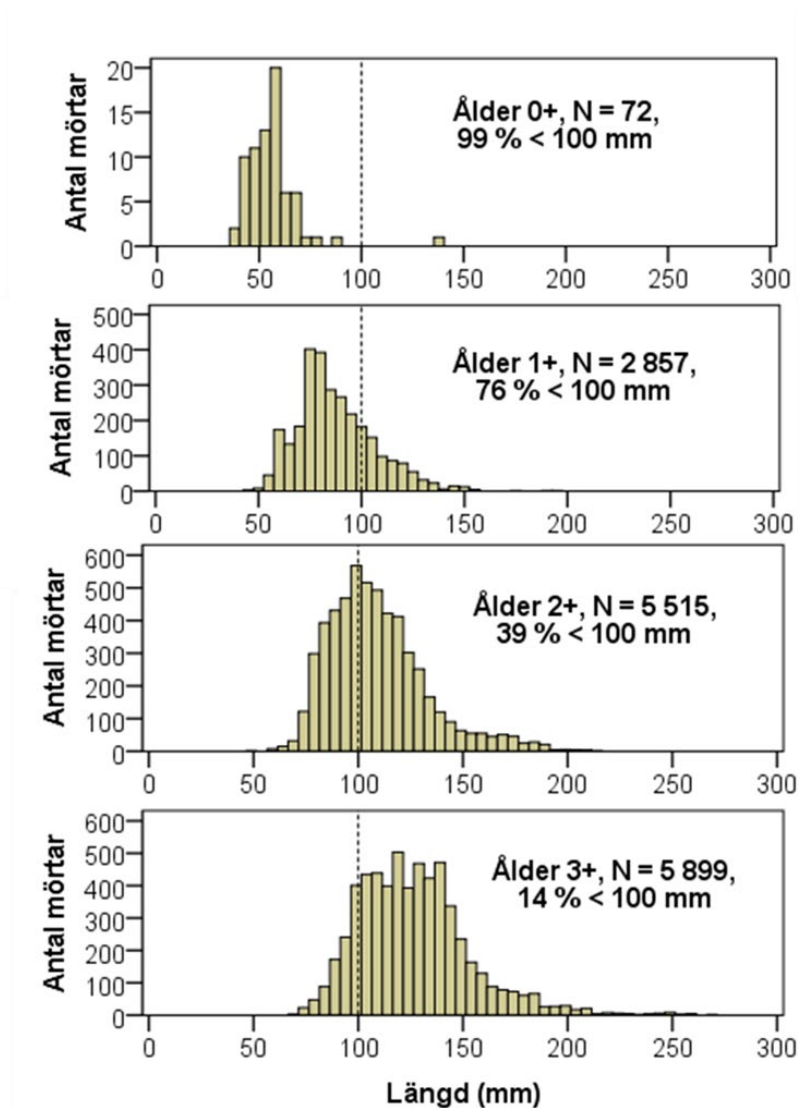 Antal mörtar
20
15
10
5
0
Ålder 0+, N = 72,
99 % < 100 mm
0 50 100 150 200 250 300
Antal mörtar
500
400
300
200
100
0
Ålder 1+, N = 2 857,
76 % < 100 mm
0 50 100 150 200 250 300
Antal mörtar
600
500
400
300
200
100
0
Ålder 2+, N = 5 515,
39 % < 100 mm
0 50 100 150 200 250 300
Antal mörtar
600
500
400
300
200
100
0
Ålder 3+, N = 5 899,
14 % < 100 mm
0 50 100 150 200 250 300
Längd (mm)